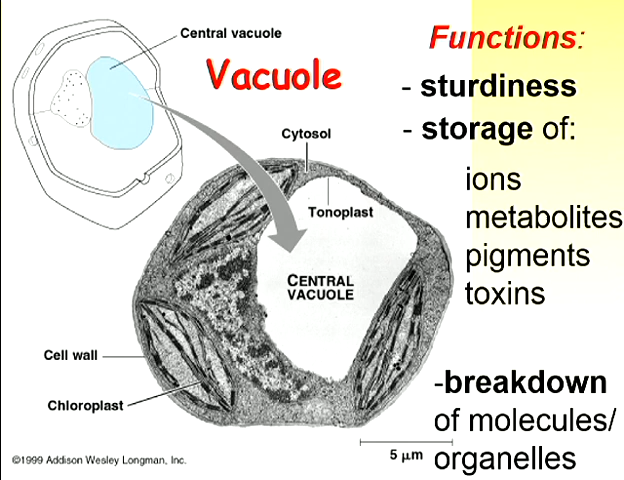 Central vacuole
Vacuole
Functions:
- sturdiness
- storage of:
ions
metabolites
pigments
toxins
-breakdown
of molecules/
organelles
Cytosol
Tonoplast
CENTRAL
VACUOLE
Cell wall
Chloroplast
5 µm
©1999 Addison Wesley Longman, Inc.